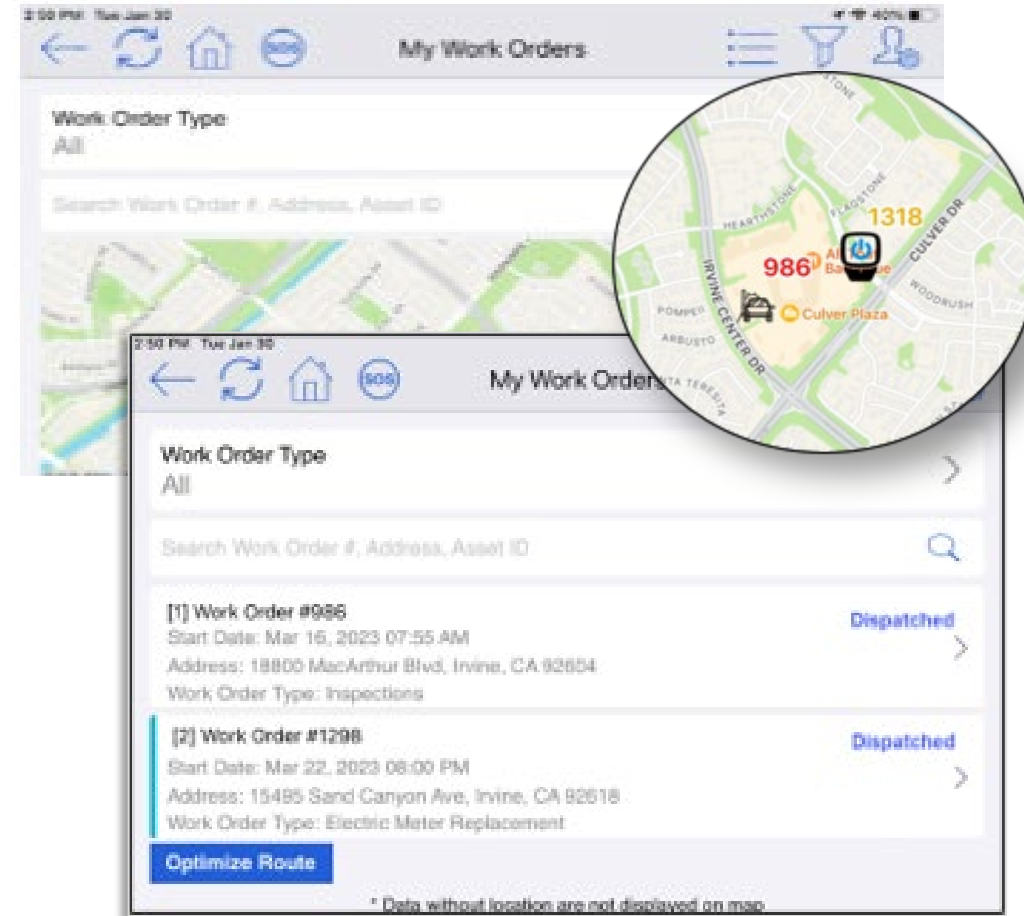 2:50 PM Tue Jan 30
40%
SOS
My Work Orders
Work Order Type
All
Search Work Order #, Address, Asset ID
HEARTHSTONE
FLAGSTONE
1318
CULVER DR
986
IRVINE CENTER DR
WOODRUSH
POMPEII
Culver Plaza
ARBUSTO
TA TERESITA
2:50 PM Tue Jan 30
SOS
My Work Orders
Work Order Type
All
Search Work Order #, Address, Asset ID
[1] Work Order #986
Dispatched
Start Date: Mar 16, 2023 07:55 AM
Address: 18800 MacArthur Blvd, Irvine, CA 92604
Work Order Type: Inspections
[2] Work Order #1298
Dispatched
Start Date: Mar 22, 2023 08:00 PM
Address: 15495 Sand Canyon Ave, Irvine, CA 92618
Work Order Type: Electric Meter Replacement
Optimize Route
* Data without location are not displayed on map